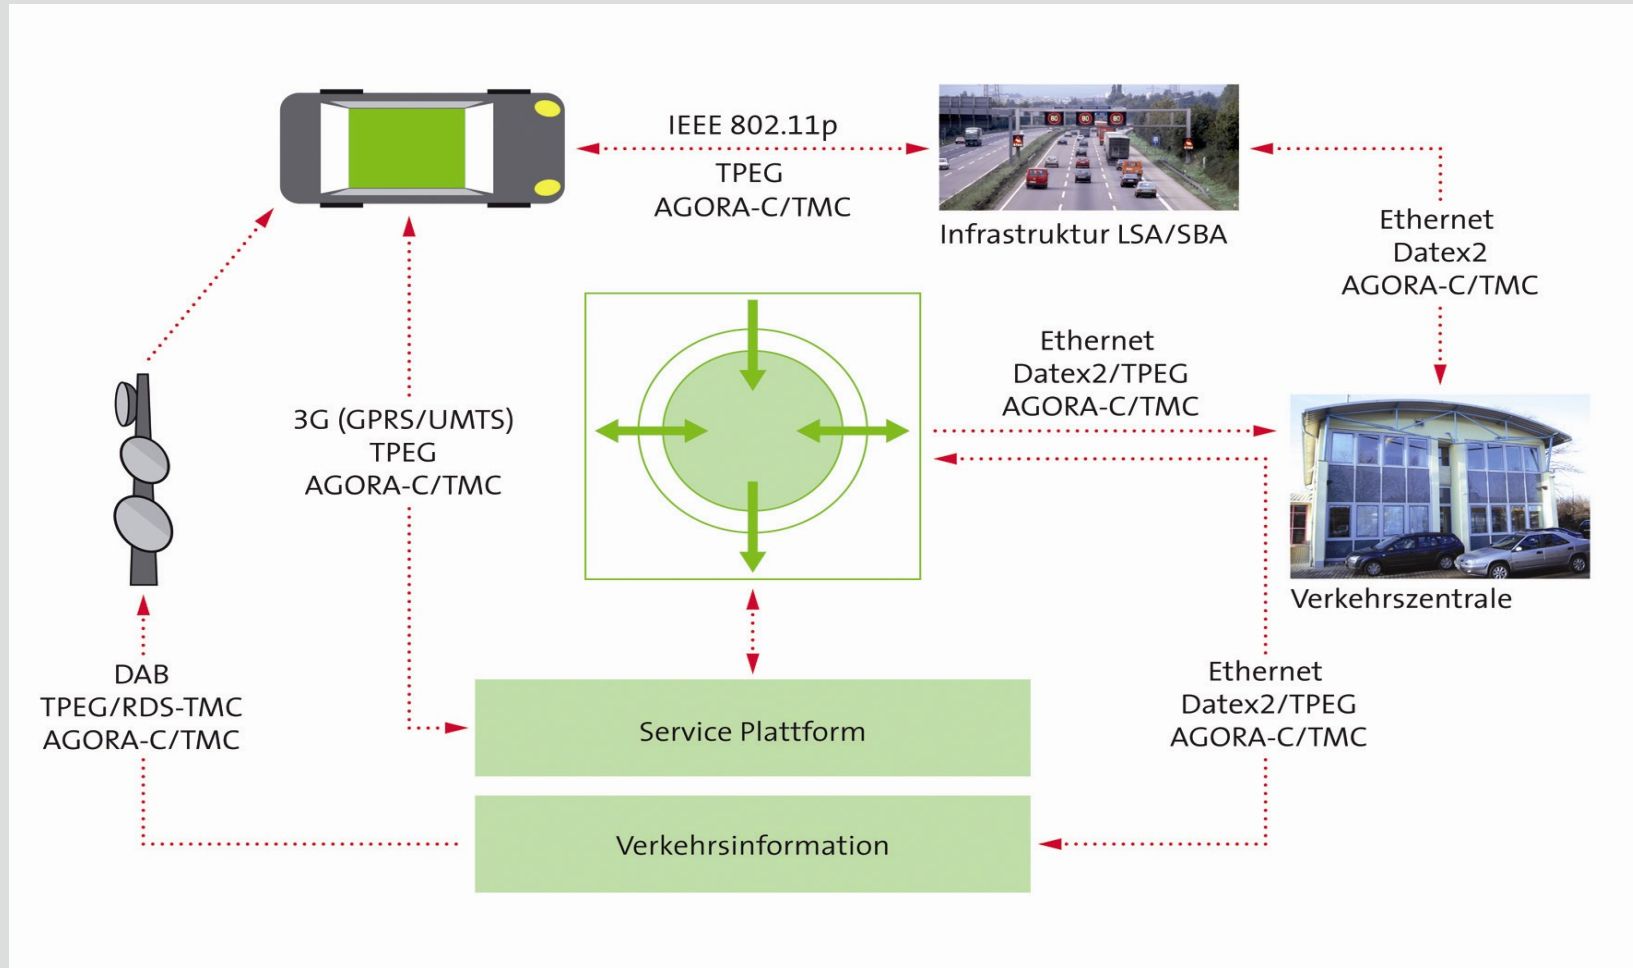 IEEE 802.11p
TPEG
AGORA-C/TMC
Infrastruktur LSA/SBA
Ethernet
Datex2
AGORA-C/TMC
Ethernet
Datex2/TPEG
AGORA-C/TMC
3G (GPRS/UMTS)
TPEG
AGORA-C/TMC
Verkehrszentrale
DAB
TPEG/RDS-TMC
AGORA-C/TMC
Ethernet
Datex2/TPEG
AGORA-C/TMC
Service Plattform
Verkehrsinformation